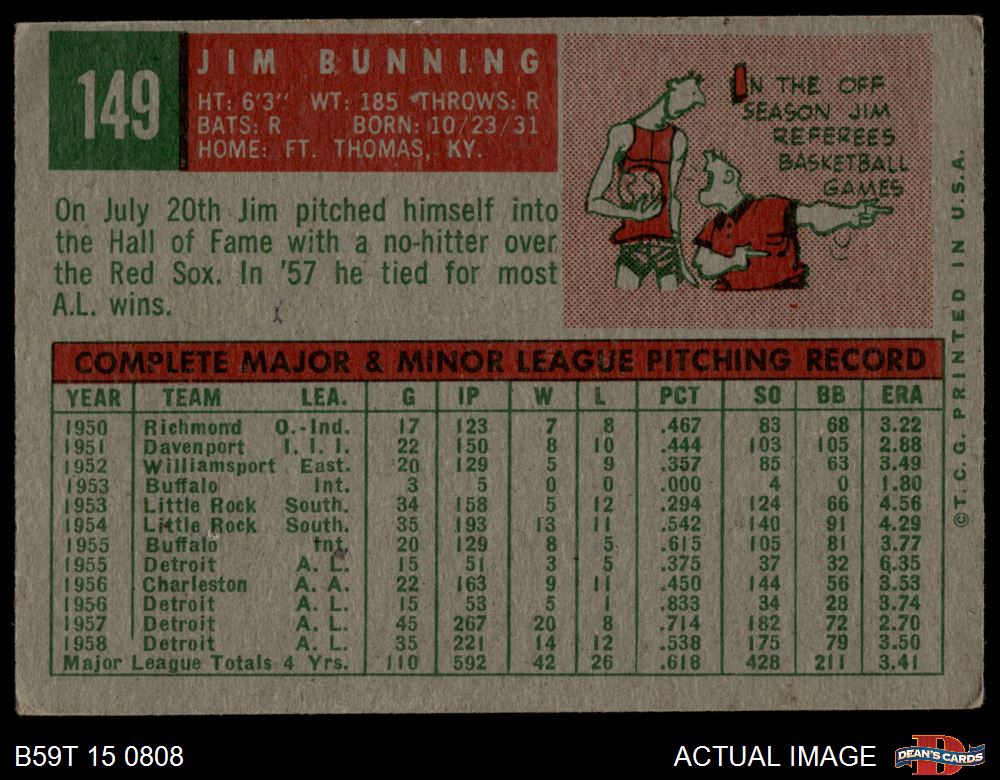 149
JIM BUNNING
HT: 6'3" WT: 185 THROWS: R
BATS: R BORN: 10/23/31
HOME: FT. THOMAS, KY.
IN THE OFF
SEASON JIM
REFEREES
BASKETBALL
GAMES
On July 20th Jim pitched himself into
the Hall of Fame with a no-hitter over
the Red Sox. In '57 he tied for most
A.L. wins.
COMPLETE MAJOR & MINOR LEAGUE PITCHING RECORD
YEAR TEAM LEA. G IP W L PCT SO BB ERA
1950 Richmond O.-Ind. 17 123 7 8 .467 83 68 3.22
1951 Davenport I. I. I. 22 150 8 10 .444 103 105 2.88
1952 Williamsport East. 20 129 5 9 .357 85 63 3.49
1953 Buffalo Int. 3 5 0 0 .000 4 0 1.80
1953 Little Rock South. 34 158 5 12 .294 124 66 4.56
1954 Little Rock South. 35 193 13 11 .542 140 91 4.29
1955 Buffalo Int. 20 129 8 5 .615 105 81 3.77
1955 Detroit A. L. 15 51 3 5 .375 37 32 6.35
1956 Charleston A. A. 22 163 9 11 .450 144 56 3.53
1956 Detroit A. L. 15 53 5 1 .833 34 28 3.74
1957 Detroit A. L. 45 267 20 8 .714 182 72 2.70
1958 Detroit A. L. 35 221 14 12 .538 175 79 3.50
Major League Totals 4 Yrs. 110 592 42 26 .618 428 211 3.41
©T.C.G. PRINTED IN U.S.A.
B59T 15 0808
ACTUAL IMAGE
D
DEAN'S CARDS